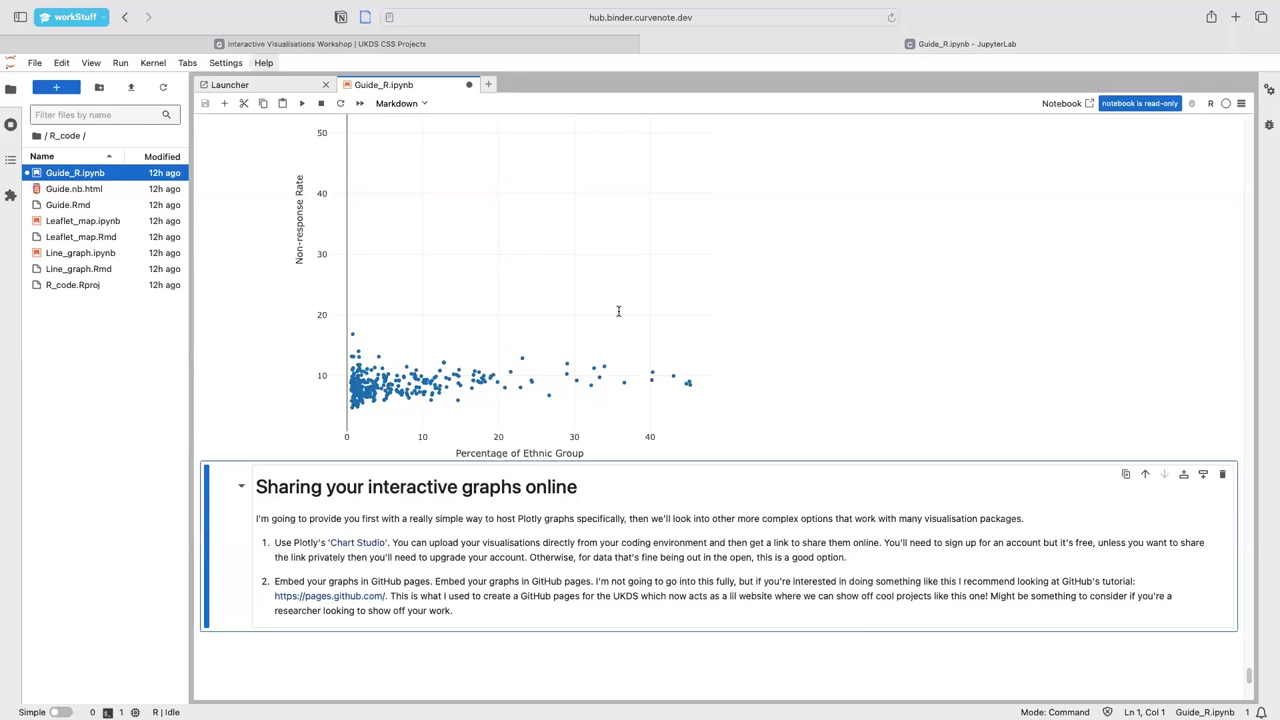 workStuff
hub.binder.curvenote.dev
Interactive Visualisations Workshop | UKDS CSS Projects
Guide_R.ipynb - JupyterLab
File Edit View Run Kernel Tabs Settings Help
Launcher
Guide_R.ipynb
Markdown
Notebook
notebook is read-only
R
Filter files by name
/ R_code /
Name Modified
Guide_R.ipynb 12h ago
Guide.nb.html 12h ago
Guide.Rmd 12h ago
Leaflet_map.ipynb 12h ago
Leaflet_map.Rmd 12h ago
Line_graph.ipynb 12h ago
Line_graph.Rmd 12h ago
R_code.Rproj 12h ago
50
40
30
20
10
Non-response Rate
0 10 20 30 40
Percentage of Ethnic Group
Sharing your interactive graphs online
I'm going to provide you first with a really simple way to host Plotly graphs specifically, then we'll look into other more complex options that work with many visualisation packages.
1. Use Plotly's 'Chart Studio'. You can upload your visualisations directly from your coding environment and then get a link to share them online. You'll need to sign up for an account but it's free, unless you want to share
the link privately then you'll need to upgrade your account. Otherwise, for data that's fine being out in the open, this is a good option.
2. Embed your graphs in GitHub pages. Embed your graphs in GitHub pages. I'm not going to go into this fully, but if you're interested in doing something like this I recommend looking at GitHub's tutorial:
https://pages.github.com/. This is what I used to create a GitHub pages for the UKDS which now acts as a lil website where we can show off cool projects like this one! Might be something to consider if you're a
researcher looking to show off your work.
Simple 0 1 R | Idle
Mode: Command Ln 1, Col 1 Guide_R.ipynb 1